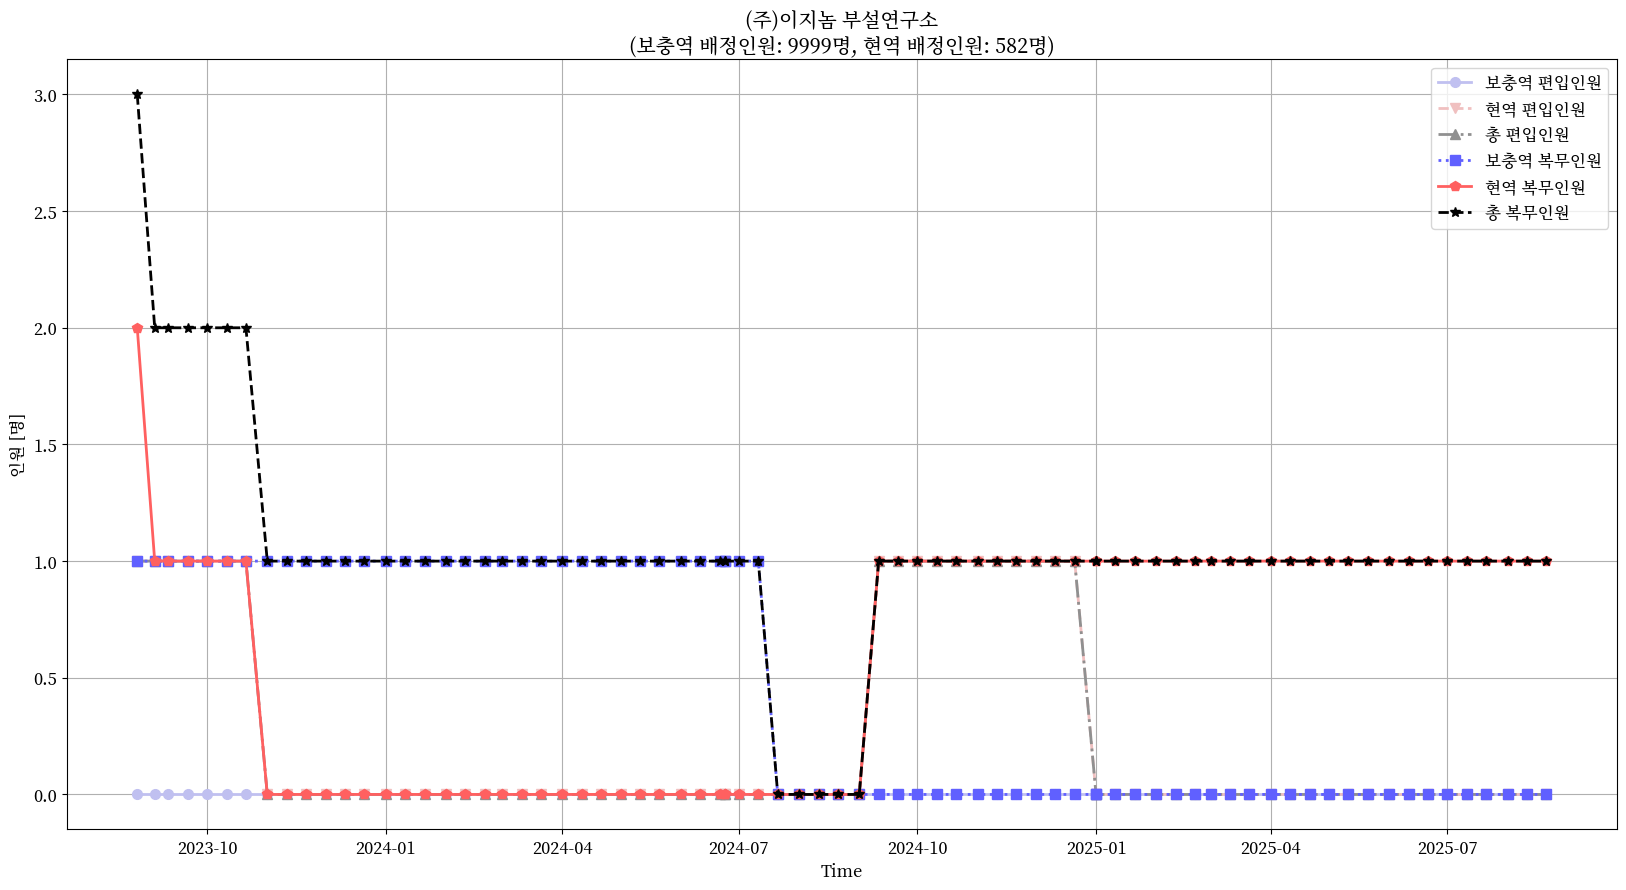 (주)이지놈 부설연구소
(보충역 배정인원: 9999명, 현역 배정인원: 582명)
보충역 편입인원
현역 편입인원
총 편입인원
보충역 복무인원
현역 복무인원
총 복무인원
인원 [명]
3.0
2.5
2.0
1.5
1.0
0.5
0.0
2023-10
2024-01
2024-04
2024-07
2024-10
2025-01
2025-04
2025-07
Time